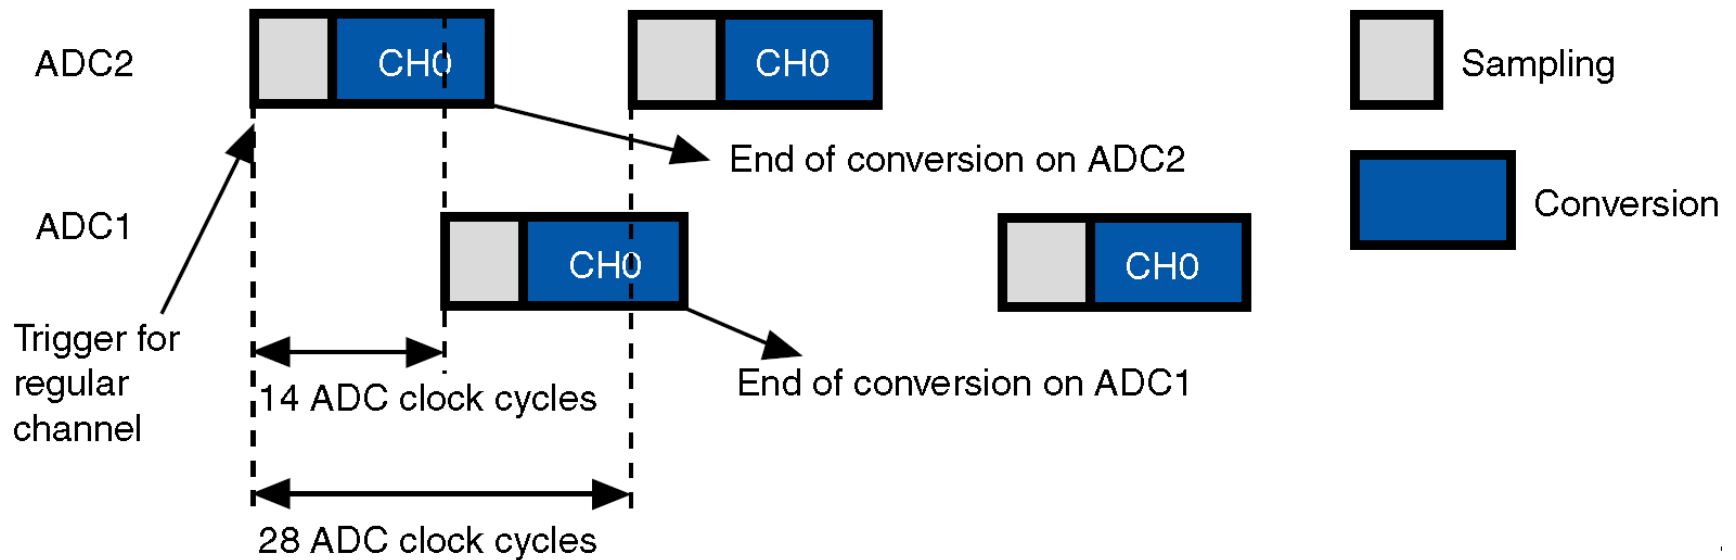 ADC2
CH0
CH0
Sampling
End of conversion on ADC2
Conversion
ADC1
CH0
CH0
Trigger for
regular
channel
14 ADC clock cycles
End of conversion on ADC1
28 ADC clock cycles